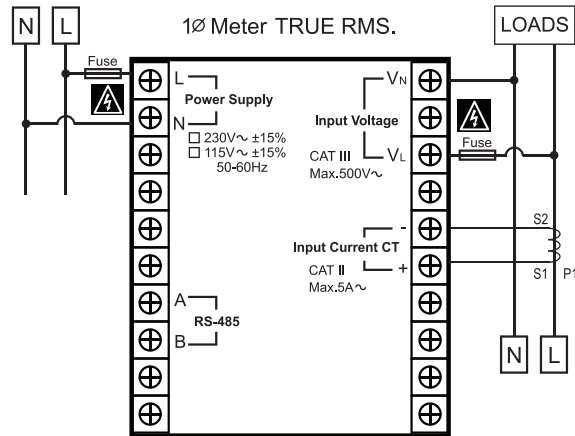 1Ø Meter TRUE RMS.
N
L
LOADS
Fuse
L
Power Supply
N
□ 230V~ ±15%
□ 115V~ ±15%
50-60Hz
VN
Input Voltage
CAT III
VL
Max.500V~
Fuse
-
Input Current CT
CAT II
+
Max.5A~
S2
S1
P1
A
RS-485
B
N
L